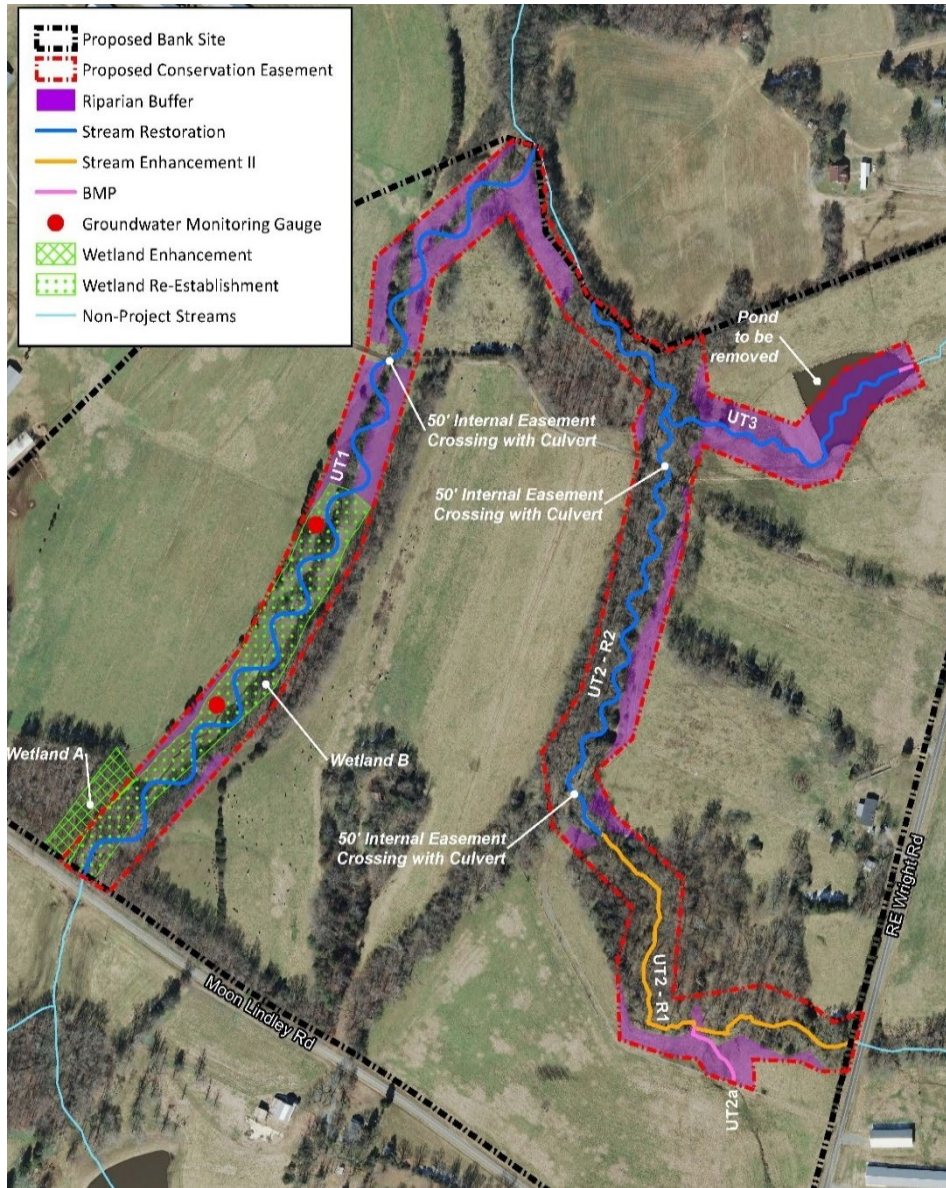 Proposed Bank Site
Proposed Conservation Easement
Riparian Buffer
Stream Restoration
Stream Enhancement II
BMP
Groundwater Monitoring Gauge
Wetland Enhancement
Wetland Re-Establishment
Non-Project Streams
Pond
to be
removed
UT3
50' Internal Easement
Crossing with Culvert
UT1
50' Internal Easement
Crossing with Culvert
UT2 - R2
Wetland A
Wetland B
50' Internal Easement
Crossing with Culvert
RE Wright Rd
UT2 - R1
Moon Lindley Rd
UT2a